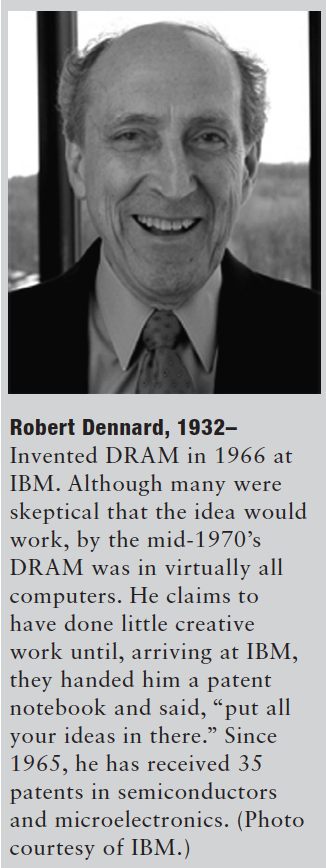 Robert Dennard, 1932–
Invented DRAM in 1966 at
IBM. Although many were
skeptical that the idea would
work, by the mid-1970’s
DRAM was in virtually all
computers. He claims to
have done little creative
work until, arriving at IBM,
they handed him a patent
notebook and said, “put all
your ideas in there.” Since
1965, he has received 35
patents in semiconductors
and microelectronics. (Photo
courtesy of IBM.)